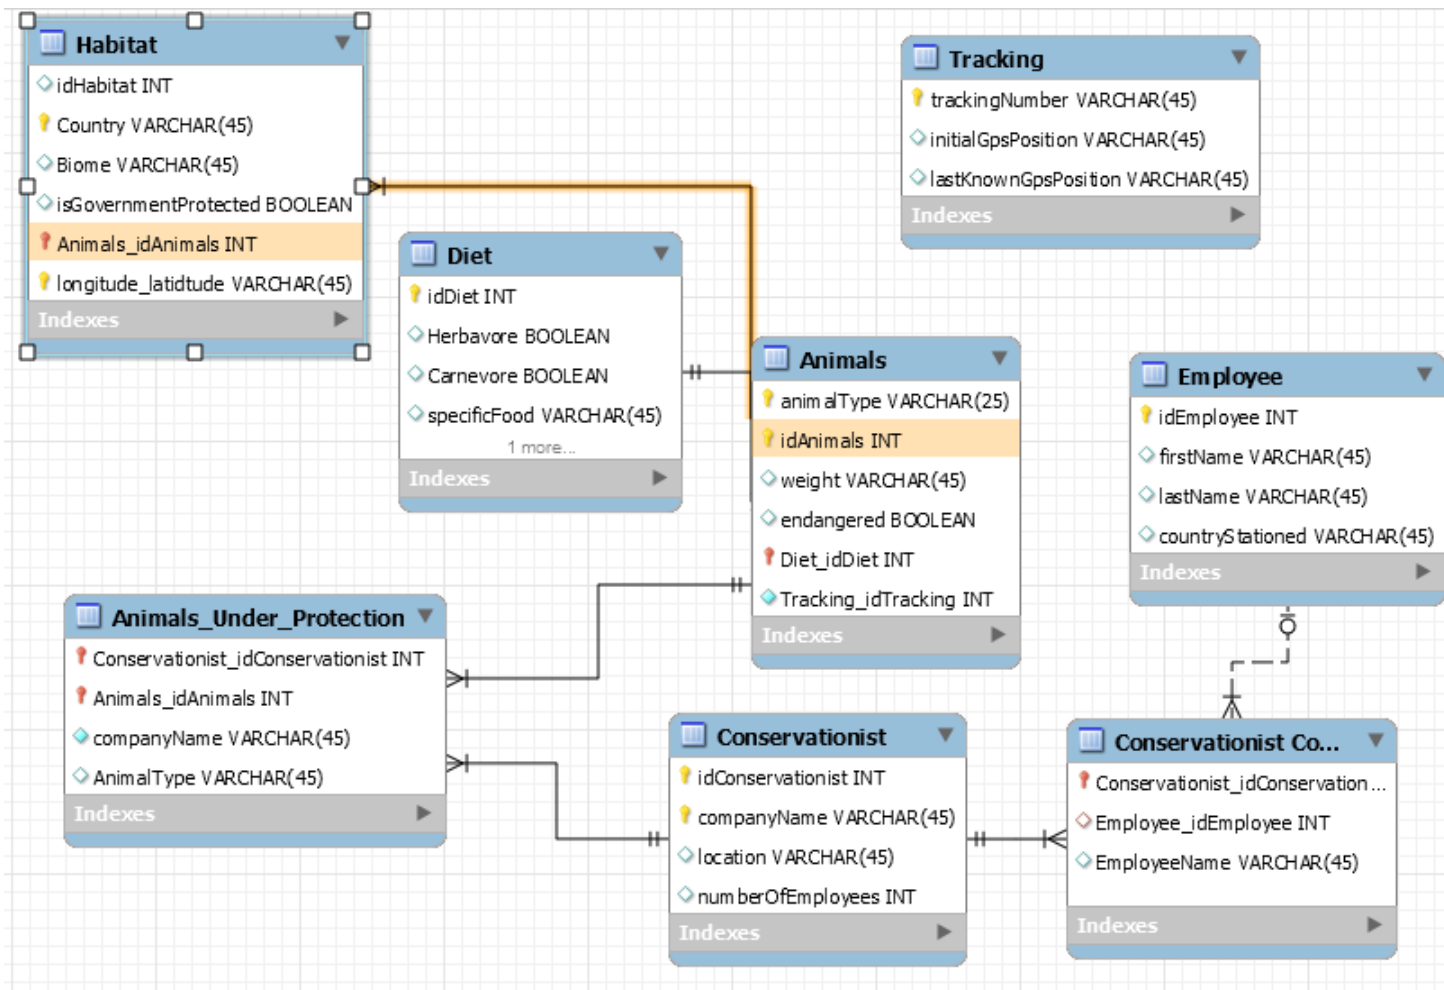 Habitat
idHabitat INT
Country VARCHAR(45)
Biome VARCHAR(45)
isGovernmentProtected BOOLEAN
Animals_idAnimals INT
longitude_latidtude VARCHAR(45)
Indexes
Tracking
trackingNumber VARCHAR(45)
initialGpsPosition VARCHAR(45)
lastKnownGpsPosition VARCHAR(45)
Indexes
Diet
idDiet INT
Herbavore BOOLEAN
Carnevore BOOLEAN
specificFood VARCHAR(45)
1 more...
Indexes
Animals
animalType VARCHAR(25)
idAnimals INT
weight VARCHAR(45)
endangered BOOLEAN
Diet_idDiet INT
Tracking_idTracking INT
Indexes
Employee
idEmployee INT
firstName VARCHAR(45)
lastName VARCHAR(45)
countryStationed VARCHAR(45)
Indexes
Animals_Under_Protection
Conservationist_idConservationist INT
Animals_idAnimals INT
companyName VARCHAR(45)
AnimalType VARCHAR(45)
Indexes
Conservationist
idConservationist INT
companyName VARCHAR(45)
location VARCHAR(45)
numberOfEmployees INT
Indexes
Conservationist Co...
Conservationist_idConservation...
Employee_idEmployee INT
EmployeeName VARCHAR(45)
Indexes